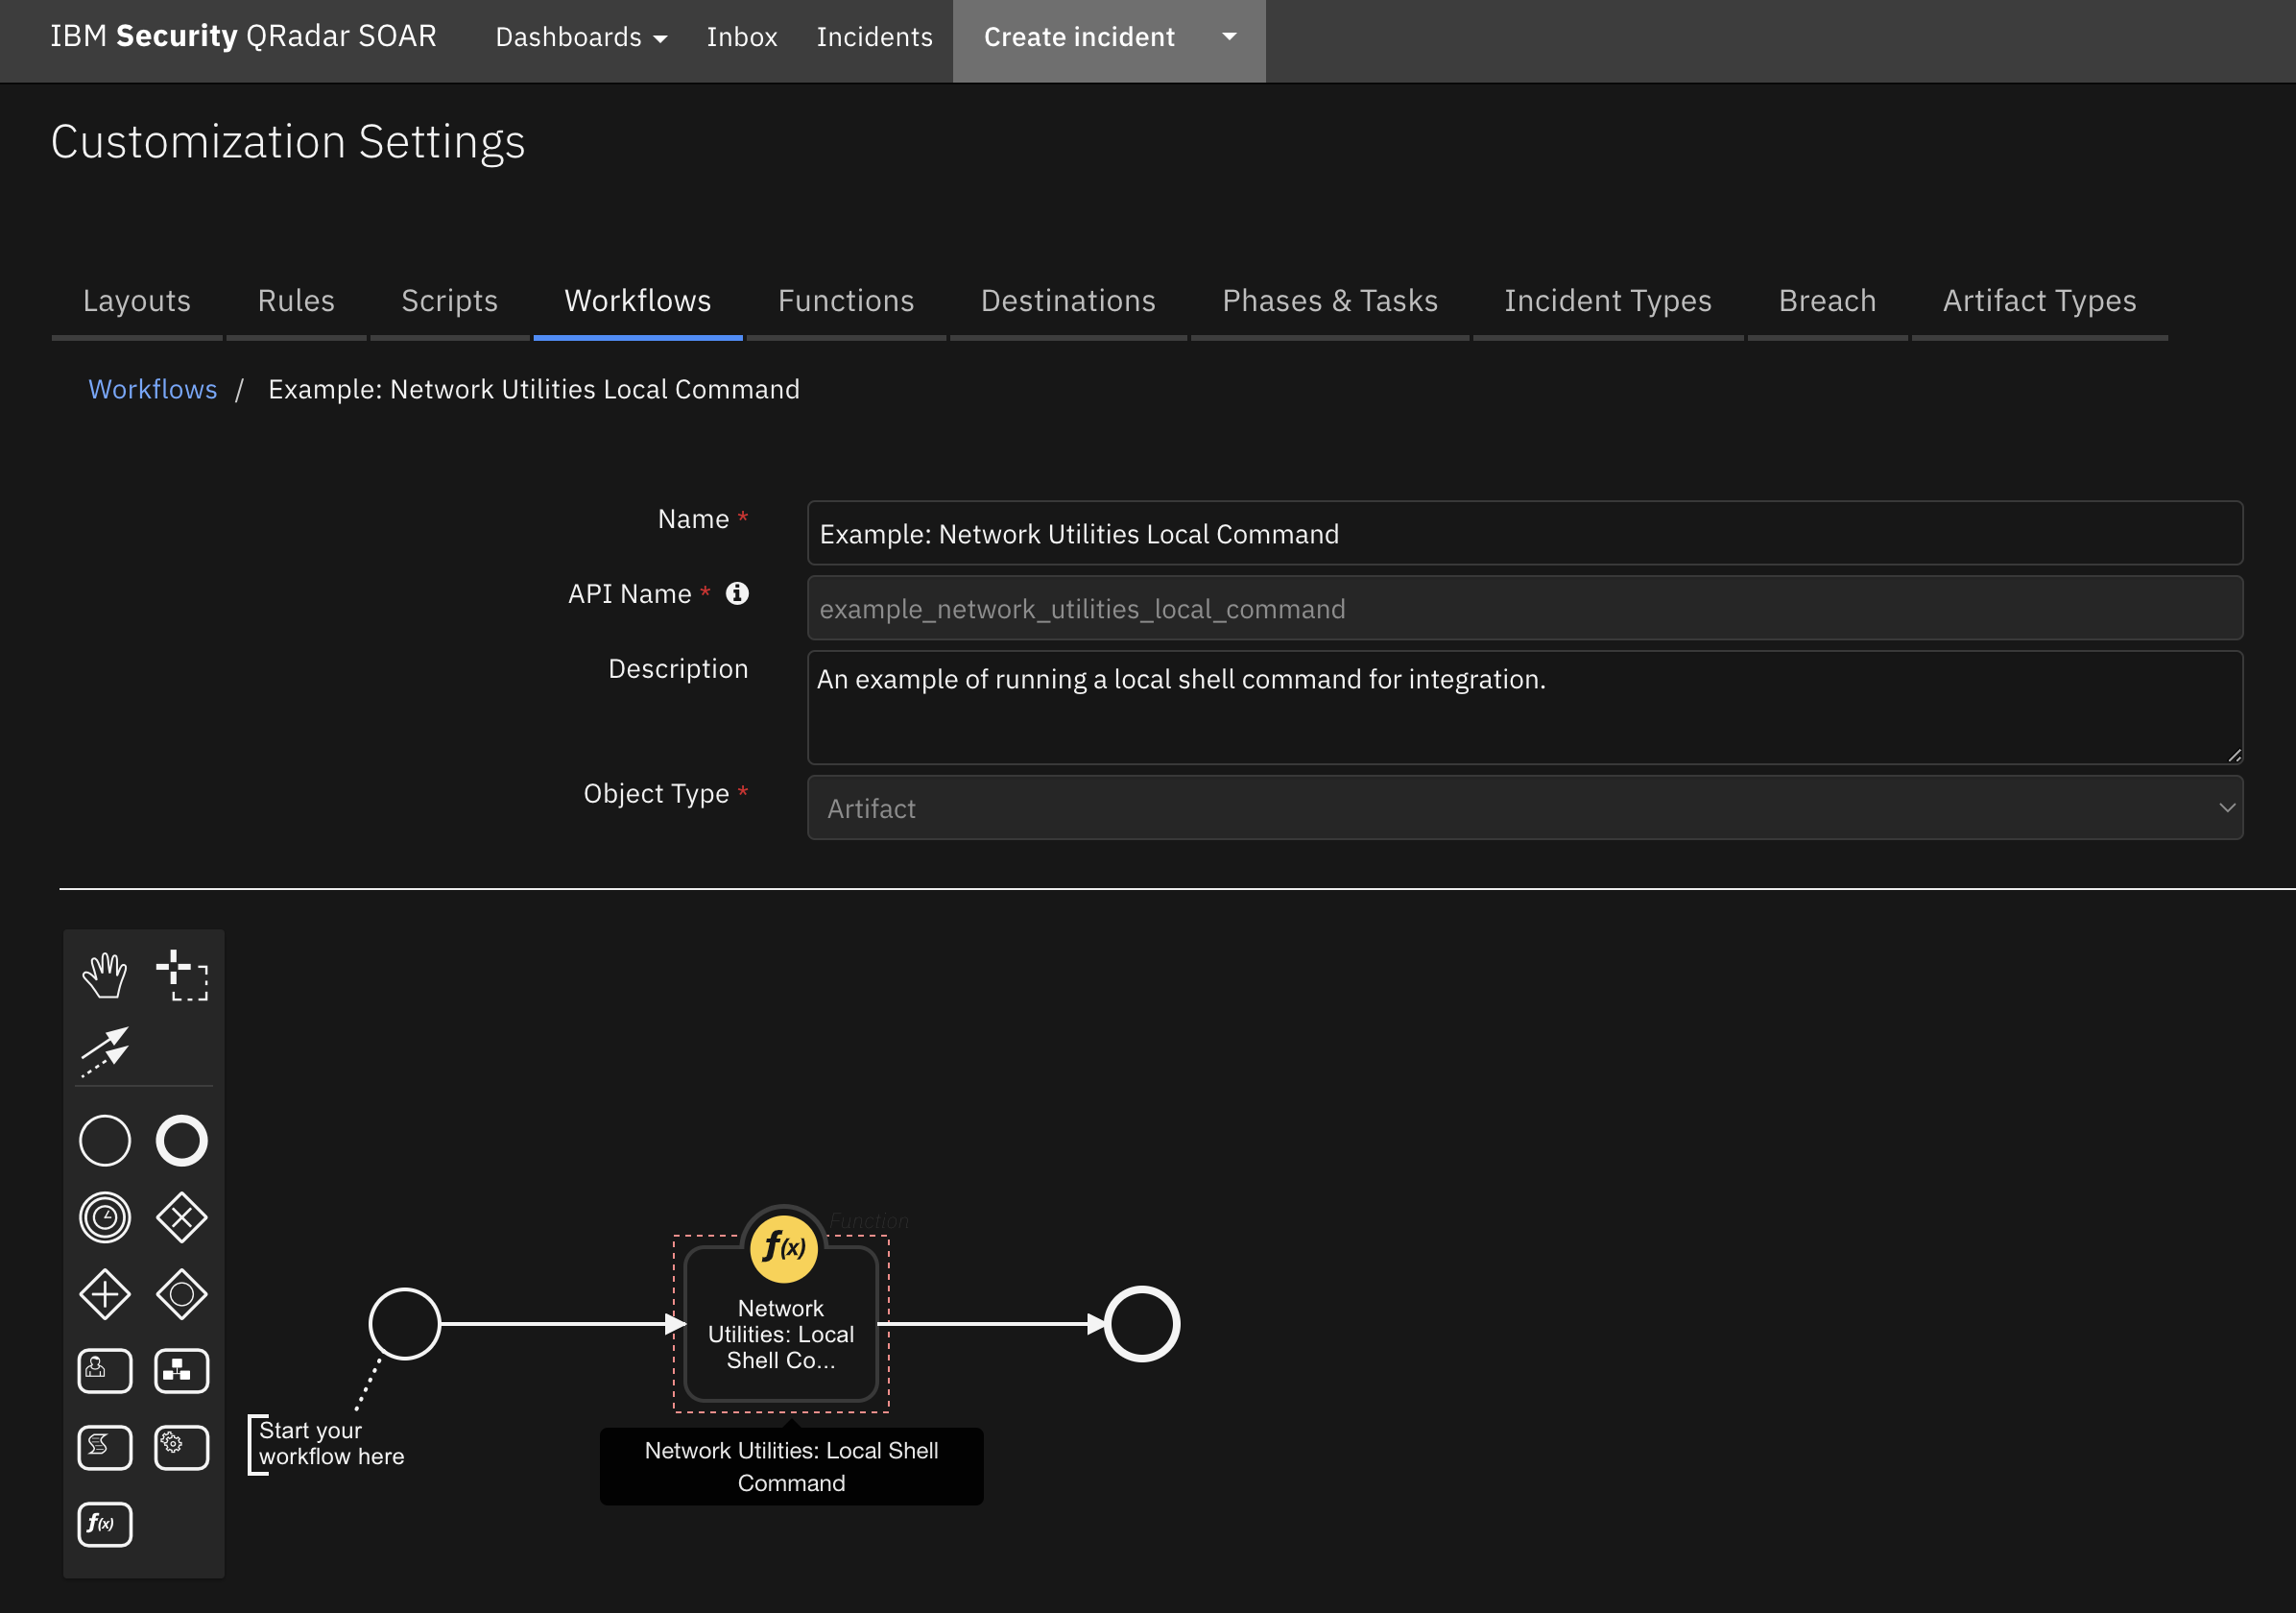 IBM Security QRadar SOAR Dashboards Inbox Incidents Create incident
Customization Settings
Layouts Rules Scripts Workflows Functions Destinations Phases & Tasks Incident Types Breach Artifact Types
Workflows / Example: Network Utilities Local Command
Name * Example: Network Utilities Local Command
API Name * example_network_utilities_local_command
Description An example of running a local shell command for integration.
Object Type * Artifact
Function
f(x)
Network
Utilities: Local
Shell Co...
Start your
workflow here
Network Utilities: Local Shell
Command
f(x)